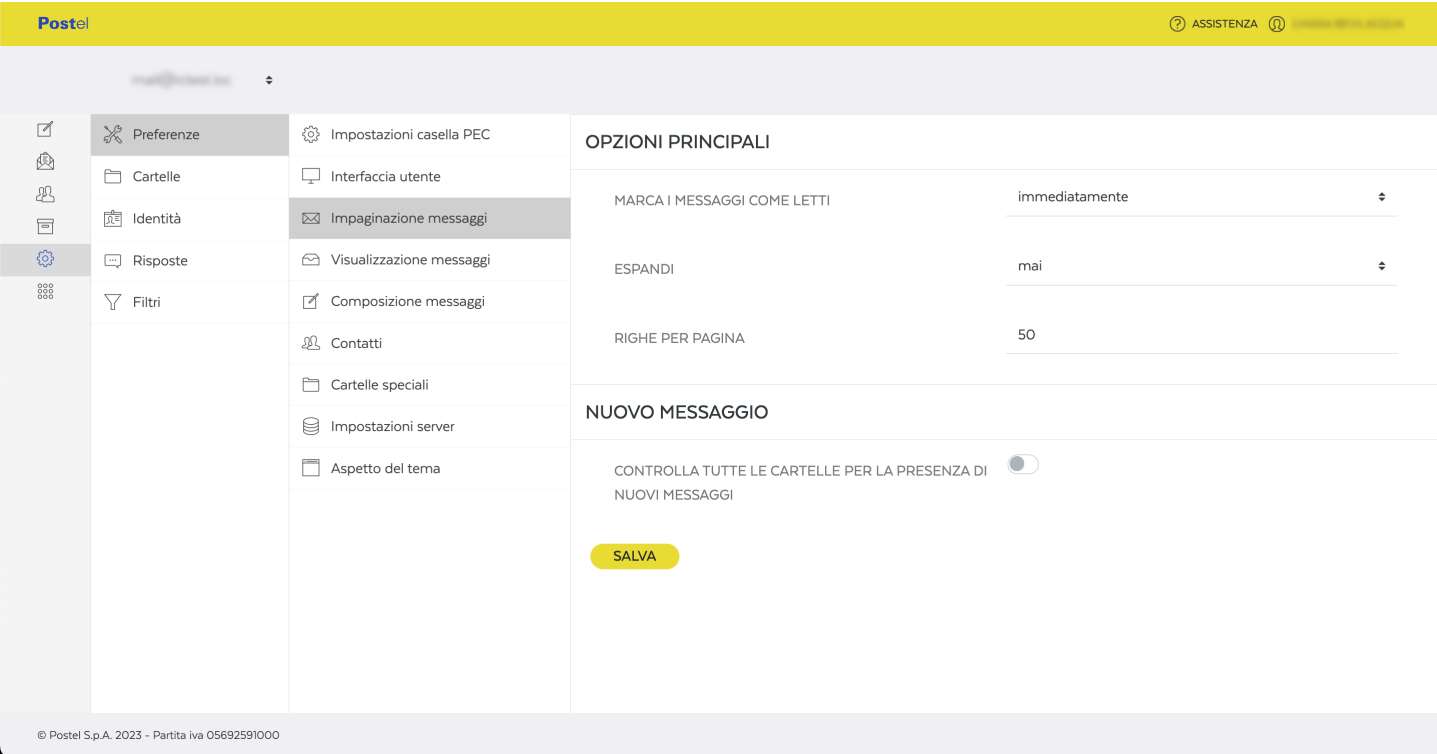 Postel
ASSISTENZA
Preferenze
Cartelle
Identità
Risposte
Filtri
Impostazioni casella PEC
Interfaccia utente
Impaginazione messaggi
Visualizzazione messaggi
Composizione messaggi
Contatti
Cartelle speciali
Impostazioni server
Aspetto del tema
OPZIONI PRINCIPALI
MARCA I MESSAGGI COME LETTI
immediatamente
ESPANDI
mai
RIGHE PER PAGINA
50
NUOVO MESSAGGIO
CONTROLLA TUTTE LE CARTELLE PER LA PRESENZA DI
NUOVI MESSAGGI
SALVA
© Postel S.p.A. 2023 - Partita iva 05692591000